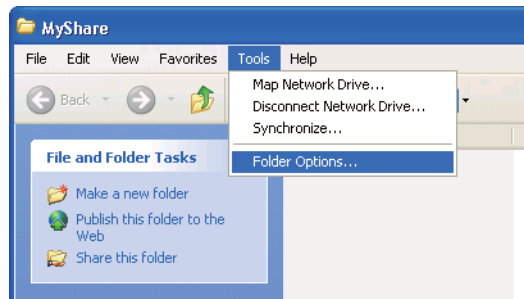 MyShare
File Edit View Favorites Tools Help
Back
Map Network Drive...
Disconnect Network Drive...
Synchronize...
Folder Options...
File and Folder Tasks
Make a new folder
Publish this folder to the
Web
Share this folder